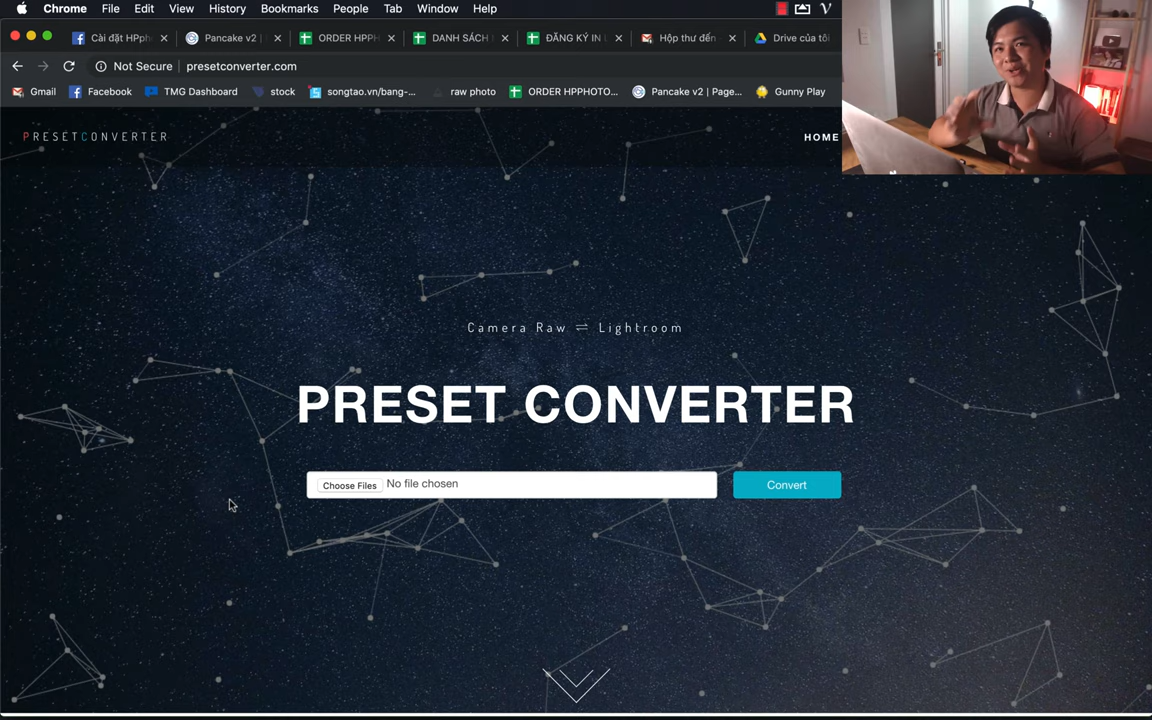 Chrome File Edit View History Bookmarks People Tab Window Help
Cài đặt HPph Pancake v2 | ORDER HPPH DANH SÁCH ĐĂNG KÝ IN L Hộp thư đến - Drive của tôi
Not Secure | presetconverter.com
Gmail Facebook TMG Dashboard stock songtao.vn/bang-... raw photo ORDER HPPHOTO... Pancake v2 | Page... Gunny Play
PRESETCONVERTER HOME
Camera Raw ⇌ Lightroom
PRESET CONVERTER
Choose Files No file chosen Convert